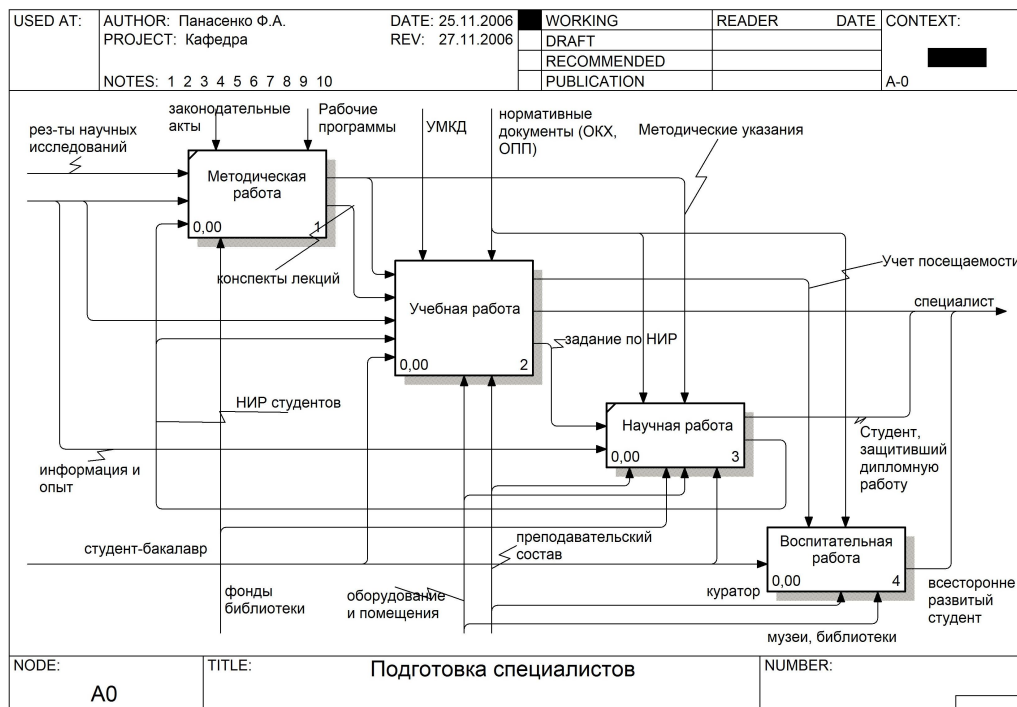 USED AT:
AUTHOR: Панасенко Ф.А.
DATE: 25.11.2006
PROJECT: Кафедра
REV: 27.11.2006
NOTES: 1 2 3 4 5 6 7 8 9 10
WORKING
DRAFT
RECOMMENDED
PUBLICATION
READER
DATE
CONTEXT:
A-0
рез-ты научных
исследований
законодательные
акты
Рабочие
программы
УМКД
нормативные
документы (ОКХ,
ОПП)
Методические указания
Методическая
работа
0,00
1
конспекты лекций
Учет посещаемости
специалист
Учебная работа
0,00
2
задание по НИР
НИР студентов
Научная работа
0,00
3
Студент,
защитивший
дипломную
работу
информация и
опыт
студент-бакалавр
преподавательский
состав
Воспитательная
работа
0,00
4
фонды
библиотеки
оборудование
и помещения
куратор
всесторонне
развитый
студент
музеи, библиотеки
NODE:
A0
TITLE:
Подготовка специалистов
NUMBER: